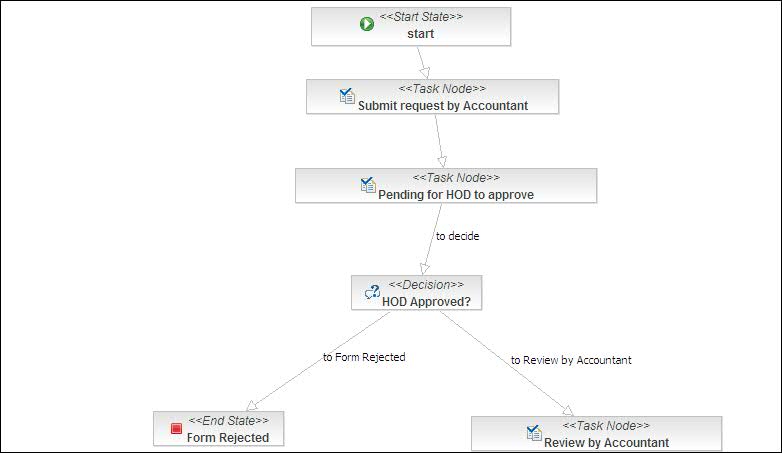 <<Start State>>
start
<<Task Node>>
Submit request by Accountant
<<Task Node>>
Pending for HOD to approve
to decide
<<Decision>>
HOD Approved?
to Form Rejected
to Review by Accountant
<<End State>>
Form Rejected
<<Task Node>>
Review by Accountant